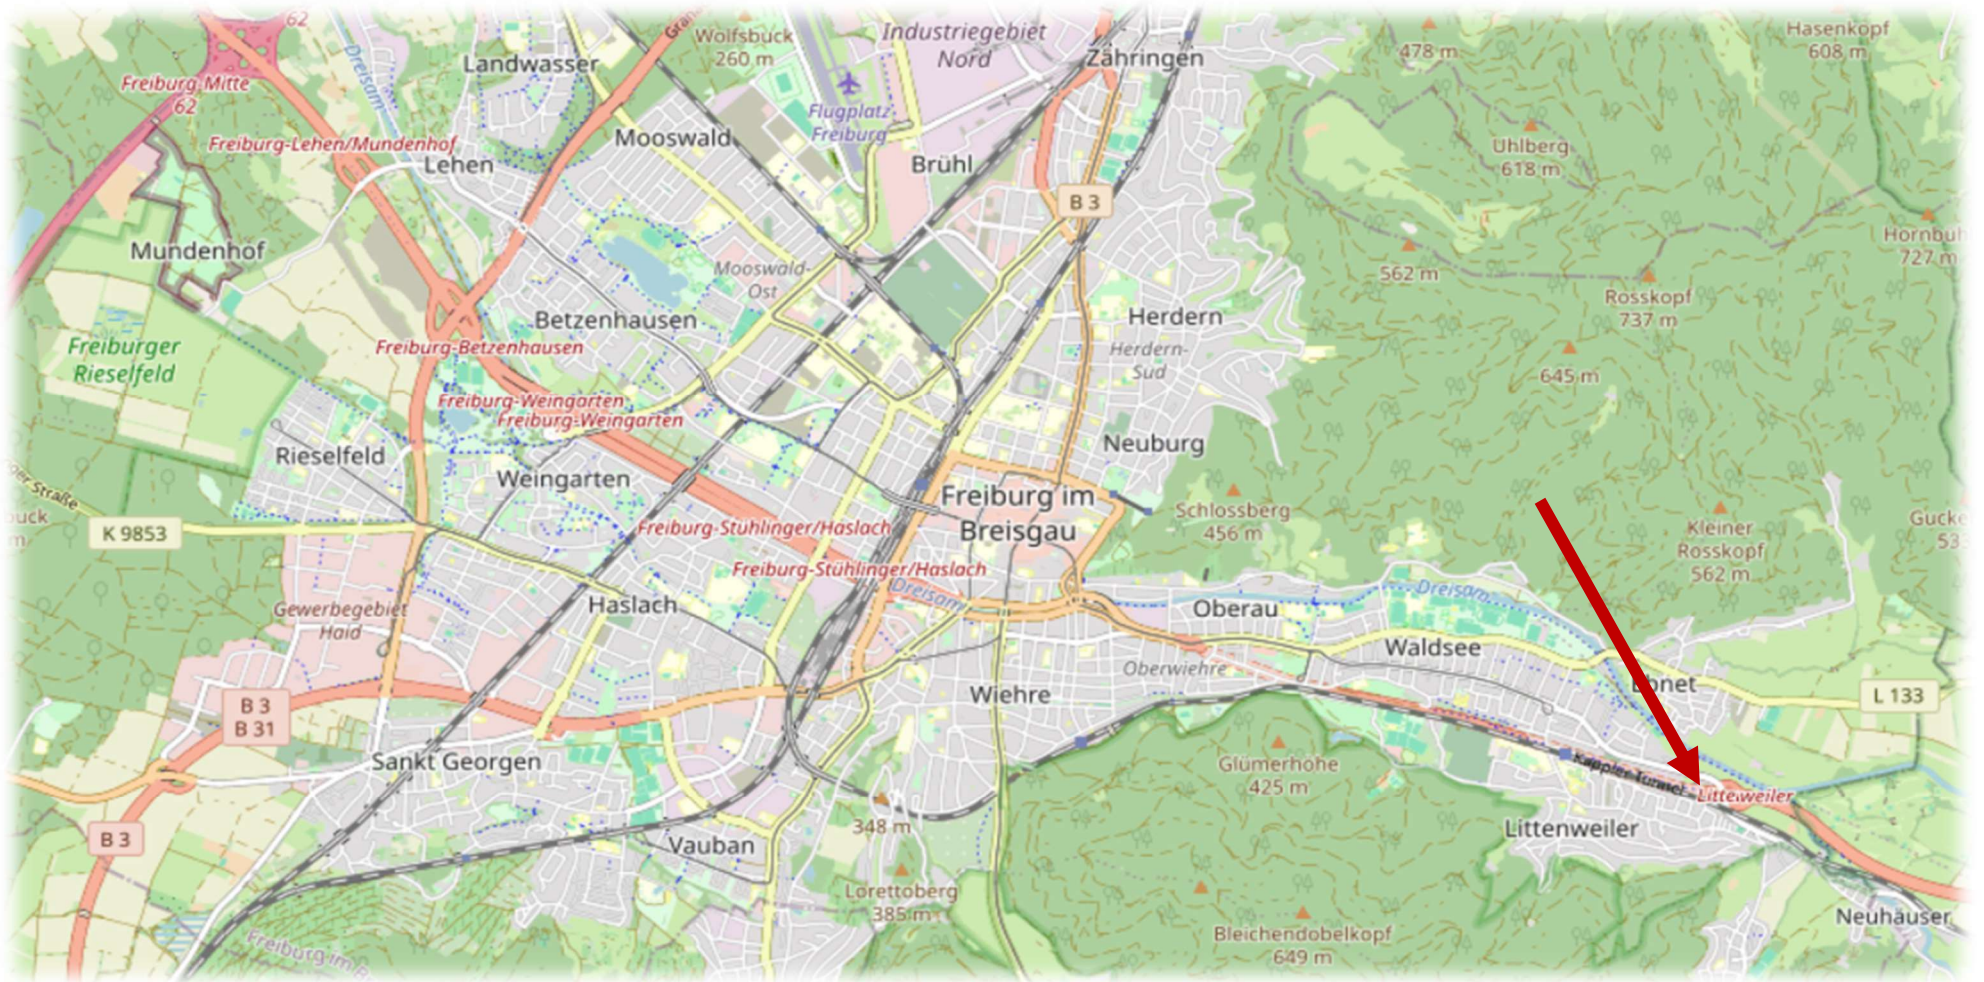 62
Wolfsbuck
260 m
Industriegebiet
Nord
Zähringen
478 m
Hasenkopf
608 m
Landwasser
Dreisam
Freiburg-Mitte
62
Flugplatz
Freiburg
Mooswald
Freiburg-Lehen/Mundenhof
Lehen
Brühl
Uhlberg
618 m
B 3
Mundenhof
Mooswald-
Ost
562 m
727 m
Rosskopf
737 m
Betzenhausen
Herdern
Freiburger
Rieselfeld
Freiburg-Betzenhausen
Herdern-
Süd
645 m
Freiburg-Weingarten
Freiburg-Weingarten
Rieselfeld
Weingarten
Neuburg
Straße
Freiburg im
Breisgau
Schlossberg
456 m
K 9853
Freiburg-Stühlinger/Haslach
Kleiner
Rosskopf
562 m
Freiburg-Stühlinger/Haslach
Dreisam
Dreisam
Gewerbegebiet
Haid
Haslach
Oberau
Waldsee
Oberwiehre
Wiehre
L 133
B 3
B 31
Sankt Georgen
Glümerhöhe
425 m
Kappler Tunnel
Littenweiler
B 3
348 m
Littenweiler
Vauban
Lorettoberg
385 m
Neuhäuser
Bleichendobelkopf
649 m